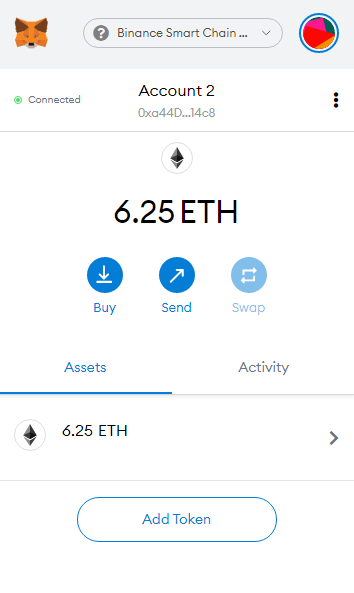 Binance Smart Chain ...
Connected
Account 2
0xa44D...14c8
6.25 ETH
Buy
Send
Swap
Assets
Activity
6.25 ETH
Add Token